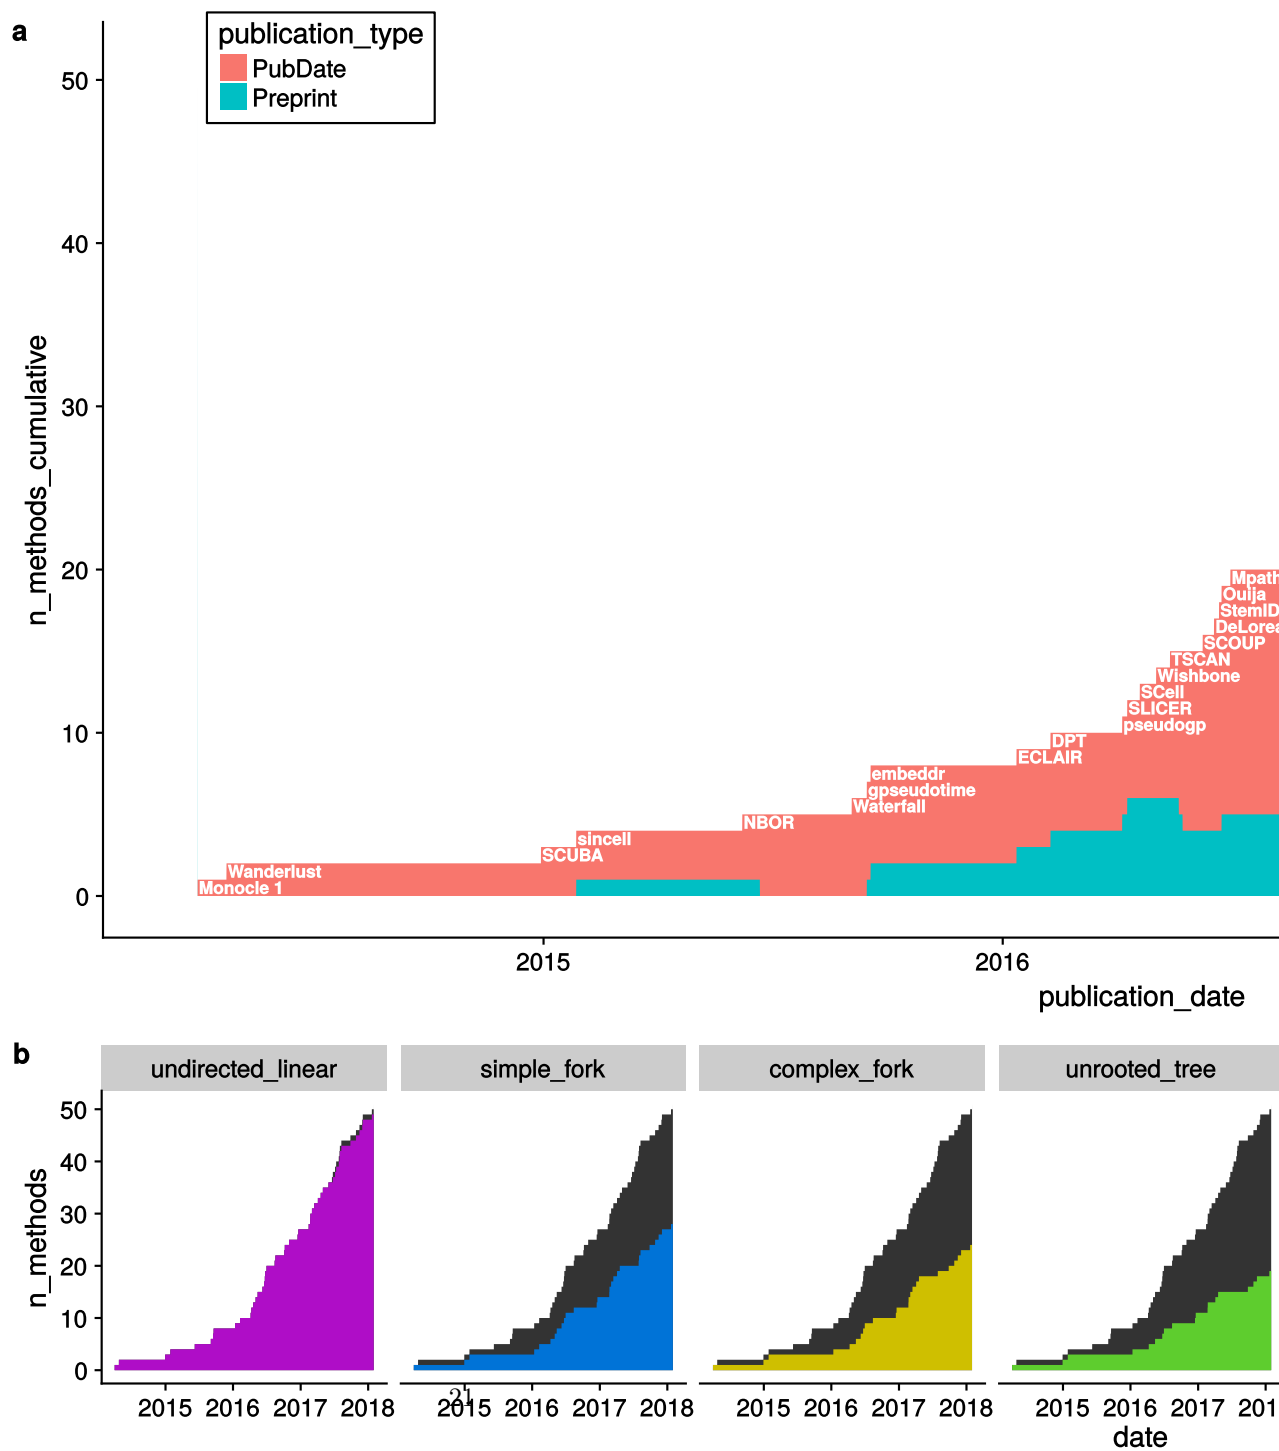 a
publication_type
PubDate
Preprint
n_methods_cumulative
50
40
30
20
10
0
Mpath
Ouija
StemID
DeLorea
SCOUP
TSCAN
Wishbone
SCell
SLICER
pseudogp
DPT
ECLAIR
embeddr
gpseudotime
Waterfall
NBOR
sincell
SCUBA
Wanderlust
Monocle 1
2015 2016
publication_date
b
undirected_linear simple_fork complex_fork unrooted_tree
n_methods
50
40
30
20
10
0
2015 2016 2017 2018 2015 2016 2017 2018 2015 2016 2017 2018 2015 2016 2017 201
21
date